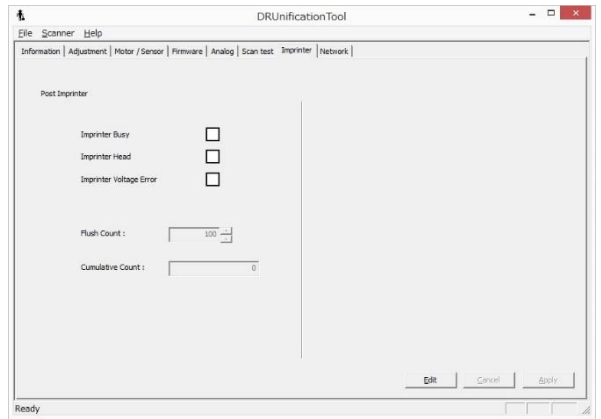 DRUnificationTool
File Scanner Help
Information Adjustment Motor / Sensor Firmware Analog Scan test Imprinter Network
Post Imprinter
Imprinter Busy
Imprinter Head
Imprinter Voltage Error
Flush Count : 100
Cumulative Count : 0
Edit Cancel Apply
Ready